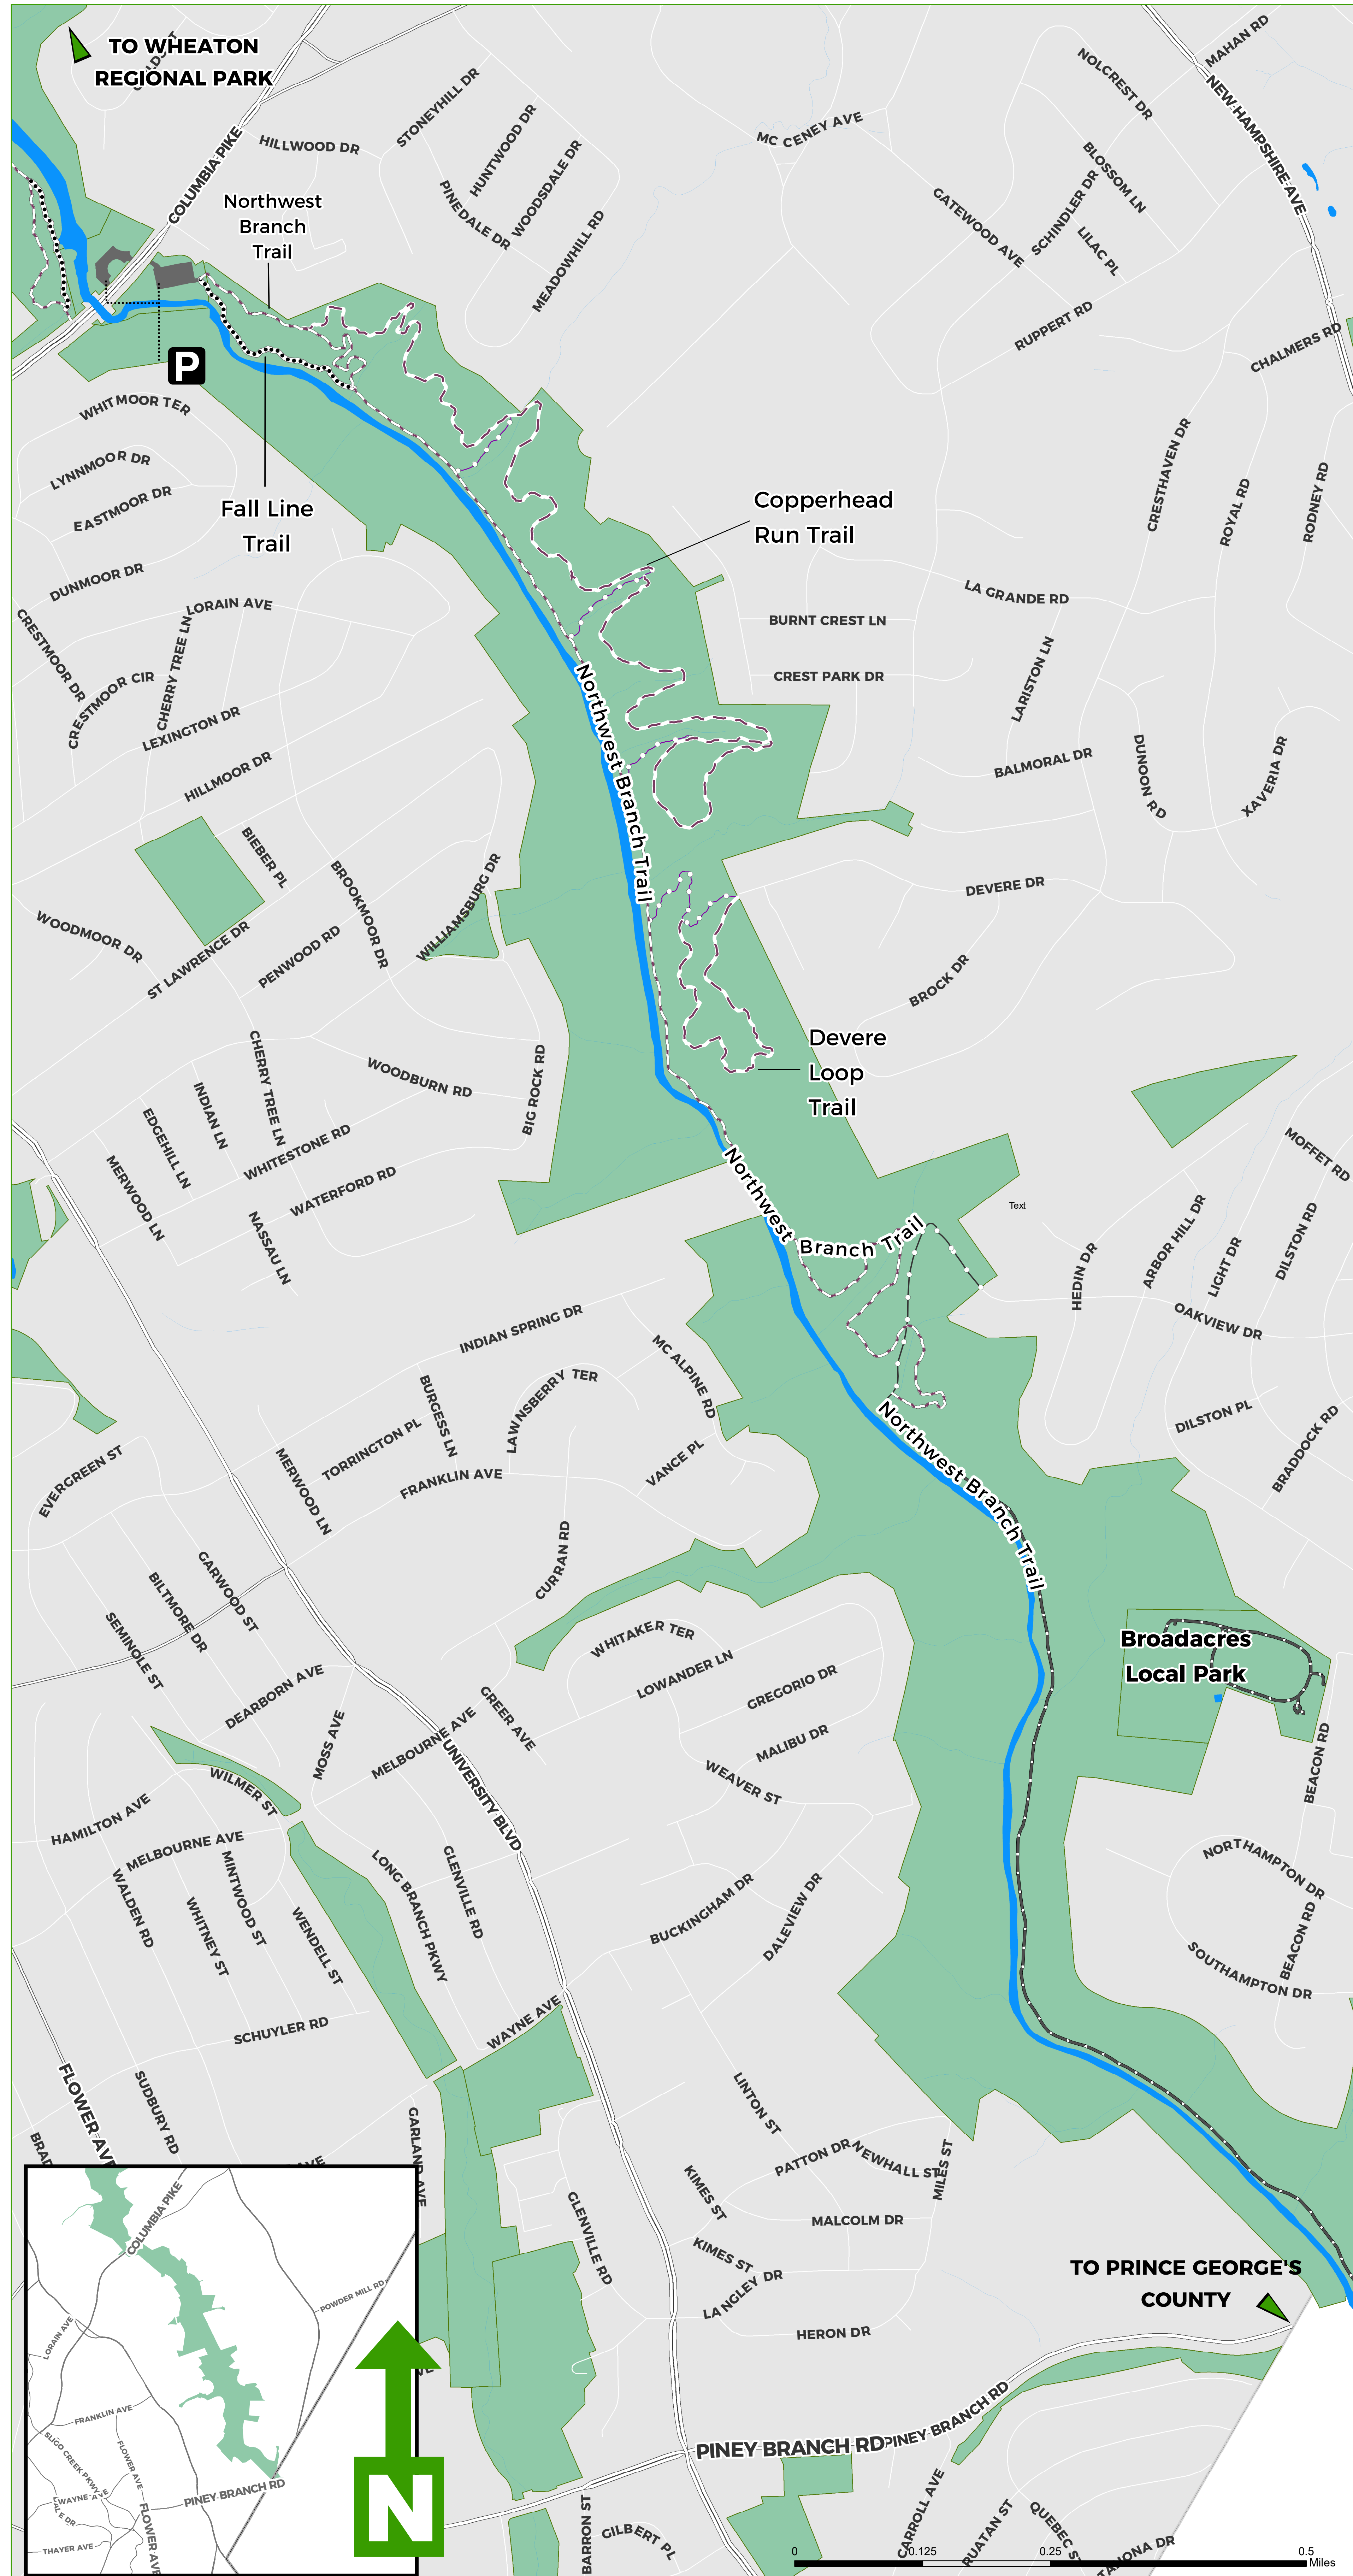 TO WHEATON
REGIONAL PARK
COLUMBIA PIKE
HILLWOOD DR
STONEYHILL DR
HUNTWOOD DR
WOODSDALE DR
PINEDALE DR
MEADOWHILL RD
MC CENEY AVE
NOLCREST DR
MAHAN RD
NEW HAMPSHIRE AVE
BLOSSOM LN
SCHINDLER DR
LILAC PL
GATEWOOD AVE
RUPPERT RD
CHALMERS RD
Northwest
Branch
Trail
P
WHITMOOR TER
LYNNMOOR DR
EASTMOOR DR
DUNMOOR DR
Fall Line
Trail
Copperhead
Run Trail
CRESTHAVEN DR
ROYAL RD
RODNEY RD
LORAIN AVE
CRESTMOOR DR
CRESTMOOR CIR
CHERRY TREE LN
LEXINGTON DR
HILLMOOR DR
LA GRANDE RD
BURNT CREST LN
CREST PARK DR
LARISTON LN
BALMORAL DR
DUNOON RD
XAVERIA DR
Northwest Branch Trail
BIEBER PL
BROOKMOOR DR
WILLIAMSBURG DR
WOODMOOR DR
ST LAWRENCE DR
PENWOOD RD
DEVERE DR
BROCK DR
Devere
Loop
Trail
CHERRY TREE LN
WOODBURN RD
BIG ROCK RD
INDIAN LN
EDGEHILL LN
WHITESTONE RD
MERWOOD LN
WATERFORD RD
NASSAU LN
Northwest Branch Trail
Text
MOFFET RD
ARBOR HILL DR
LIGHT DR
DILSTON RD
HEDIN DR
OAKVIEW DR
INDIAN SPRING DR
MC ALPINE RD
BURGESS LN
LAWNSBERRY TER
TORRINGTON PL
FRANKLIN AVE
VANCE PL
EVERGREEN ST
MERWOOD LN
CURRAN RD
DILSTON PL
BRADDOCK RD
Northwest Branch Trail
GARWOOD ST
BILTMORE DR
SEMINOLE ST
DEARBORN AVE
WHITAKER TER
LOWANDER LN
GREGORIO DR
Broadacres
Local Park
MOSS AVE
MELBOURNE AVE
GREER AVE
UNIVERSITY BLVD
MALIBU DR
WEAVER ST
BEACON RD
WILMER ST
HAMILTON AVE
MELBOURNE AVE
WALDEN RD
MINTWOOD ST
WHITNEY ST
WENDELL ST
LONG BRANCH PKWY
GLENVILLE RD
BUCKINGHAM DR
DALEVIEW DR
NORTHAMPTON DR
BEACON RD
SOUTHAMPTON DR
SCHUYLER RD
WAYNE AVE
FLOWER AVE
SUDBURY RD
GARLAND AVE
LINTON ST
PATTON DR
NEWHALL ST
MILES ST
KIMES ST
MALCOLM DR
GLENVILLE RD
KIMES ST
LANGLEY DR
HERON DR
TO PRINCE GEORGE'S
COUNTY
PINEY BRANCH RD
PINEY BRANCH RD
CARROLL AVE
RUATAN ST
QUEBEC ST
BARRON ST
GILBERT PL
COLUMBIA PIKE
POWDER MILL RD
LORAIN AVE
FRANKLIN AVE
SLIGO CREEK PKWY
FLOWER AVE
PINEY BRANCH RD
THAYER AVE
FLOWER AVE
N
0 0.125 0.25 0.5
Miles